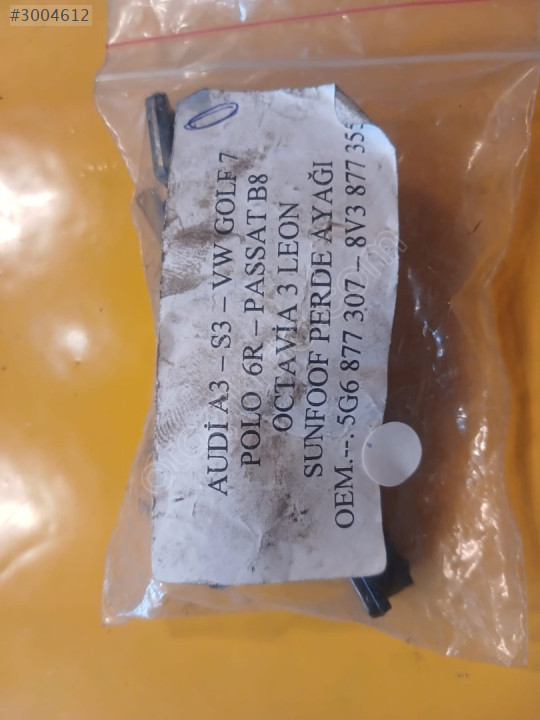 #3004612
AUDİ A3 – S3 – VW GOLF 7
POLO 6R – PASSAT B8
OCTAVİA 3 LEON
SUNFOOF PERDE AYAĞI
OEM.--. 5G6 877 307 – 8V3 877 355